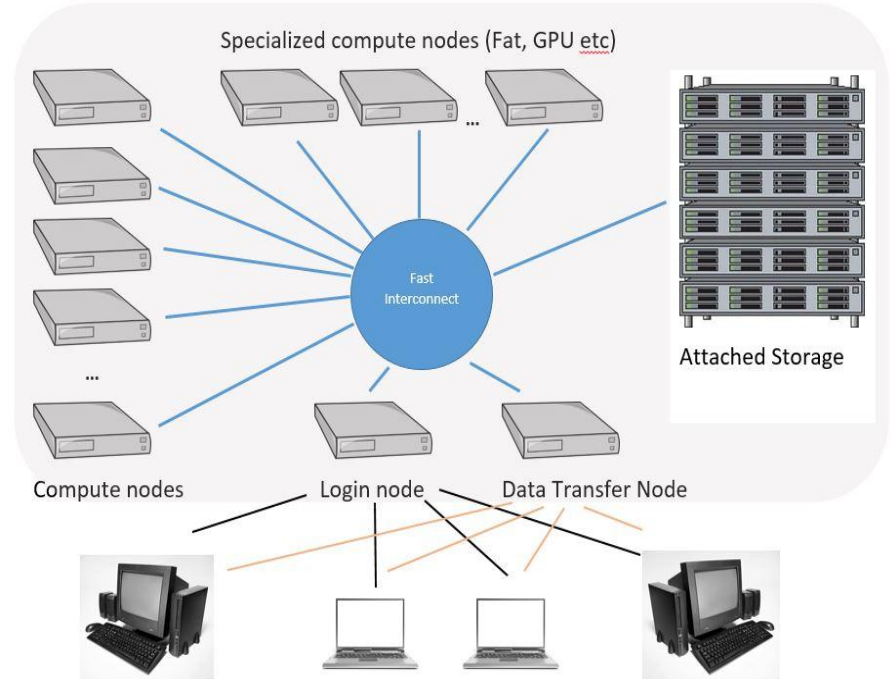 Specialized compute nodes (Fat, GPU etc)
...
Fast
Interconnect
Attached Storage
...
Compute nodes
Login node
Data Transfer Node